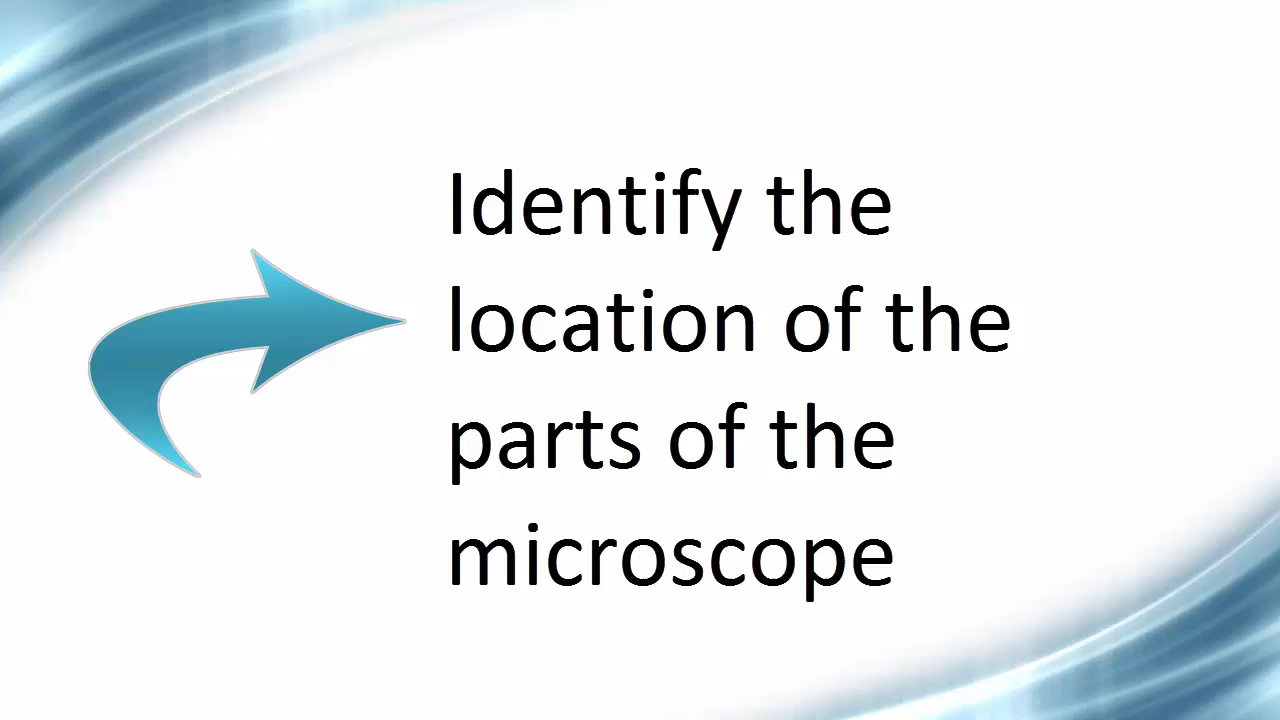 Identify the
location of the
parts of the
microscope